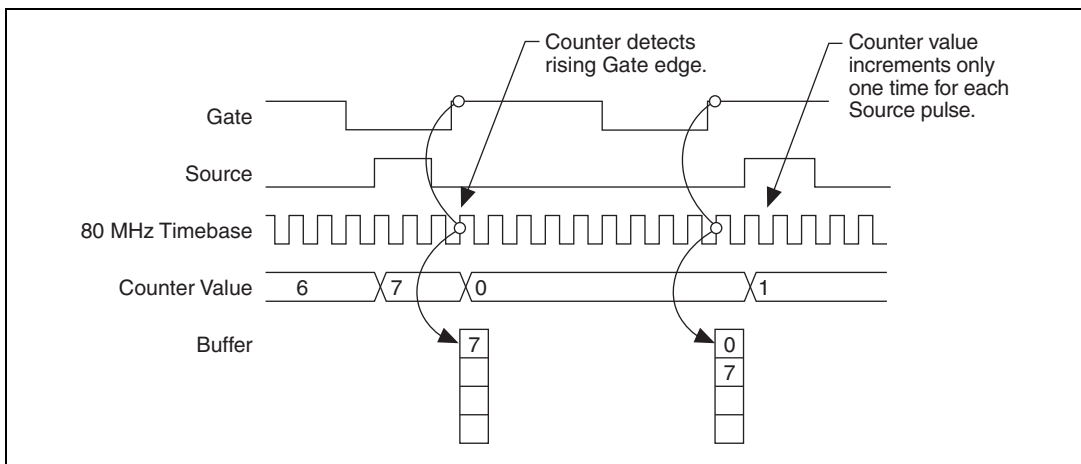 Counter detects
rising Gate edge.
Counter value
increments only
one time for each
Source pulse.
Gate
Source
80 MHz Timebase
Counter Value
6
7
0
1
Buffer
7
0
7